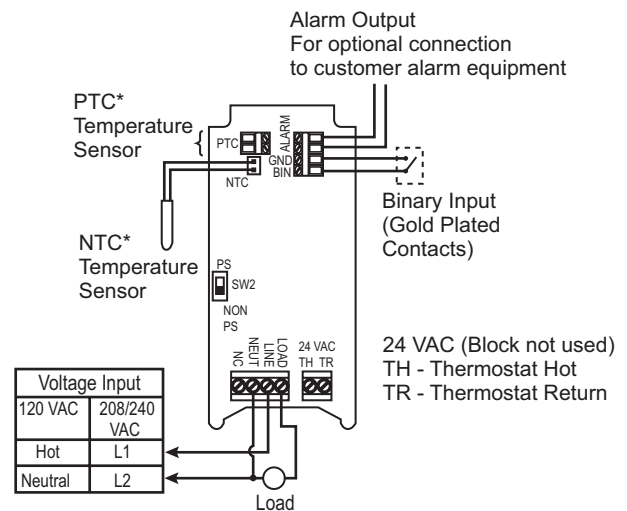 Alarm Output
For optional connection
to customer alarm equipment
PTC*
Temperature
Sensor
PTC
ALARM
GND
BIN
NTC
Binary Input
(Gold Plated
Contacts)
NTC*
Temperature
Sensor
PS
SW2
NON
PS
NC
NEUT
LINE
LOAD
24 VAC
TH TR
24 VAC (Block not used)
TH - Thermostat Hot
TR - Thermostat Return
Voltage Input
120 VAC 208/240
VAC
Hot L1
Neutral L2
Load